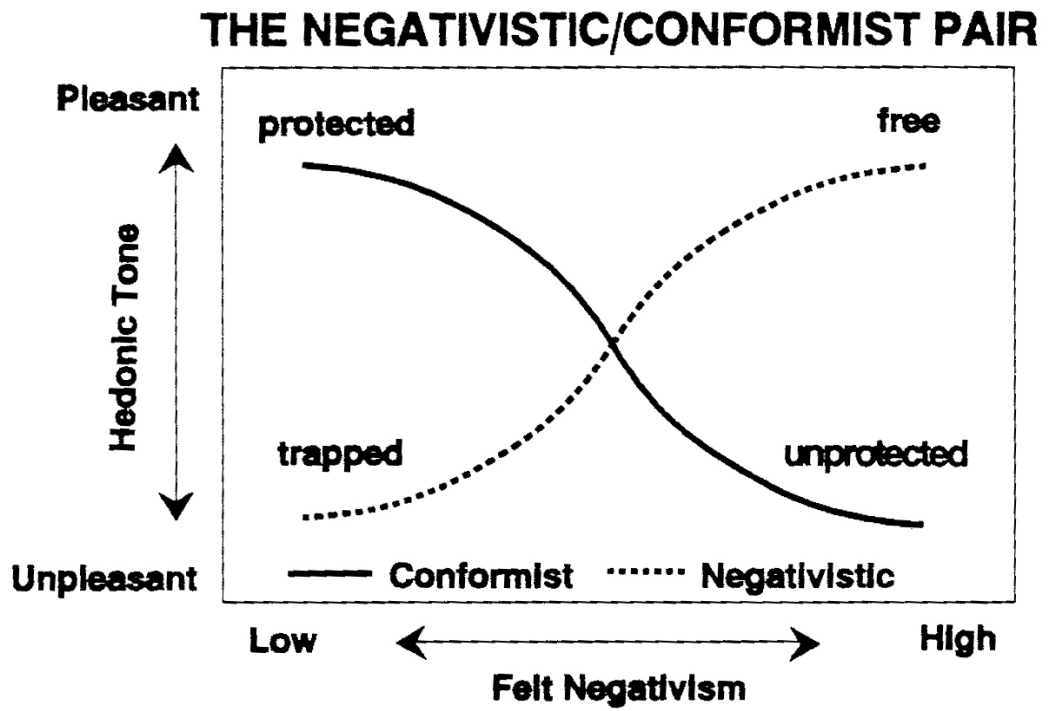 THE NEGATIVISTIC/CONFORMIST PAIR
Pleasant
protected
free
Hedonic Tone
trapped
unprotected
Unpleasant
Conformist
Negativistic
Low
High
Felt Negativism